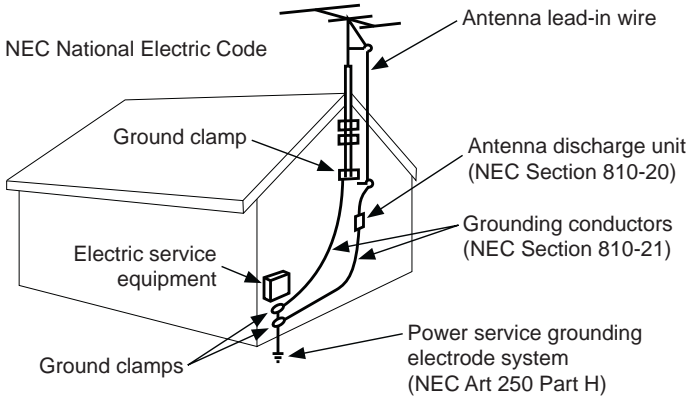 Antenna lead-in wire
NEC National Electric Code
Ground clamp
Antenna discharge unit
(NEC Section 810-20)
Grounding conductors
(NEC Section 810-21)
Electric service
equipment
Power service grounding
electrode system
(NEC Art 250 Part H)
Ground clamps